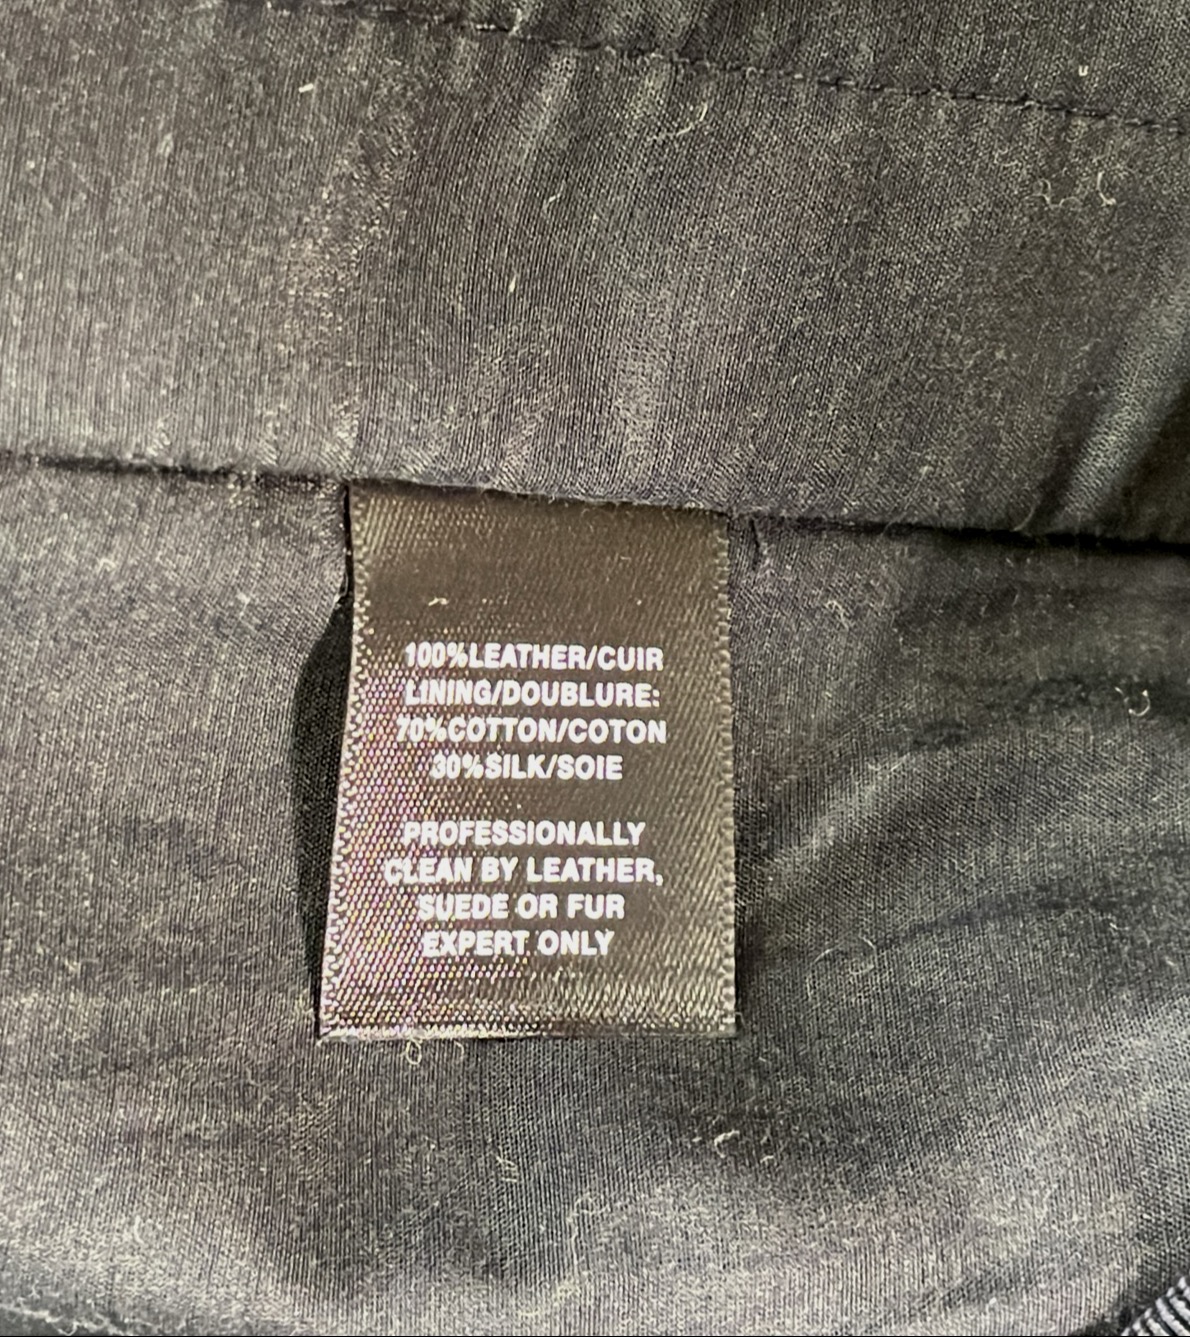 100%LEATHER/CUIR
LINING/DOUBLURE:
70%COTTON/COTON
30%SILK/SOIE
PROFESSIONALLY
CLEAN BY LEATHER,
SUEDE OR FUR
EXPERT ONLY